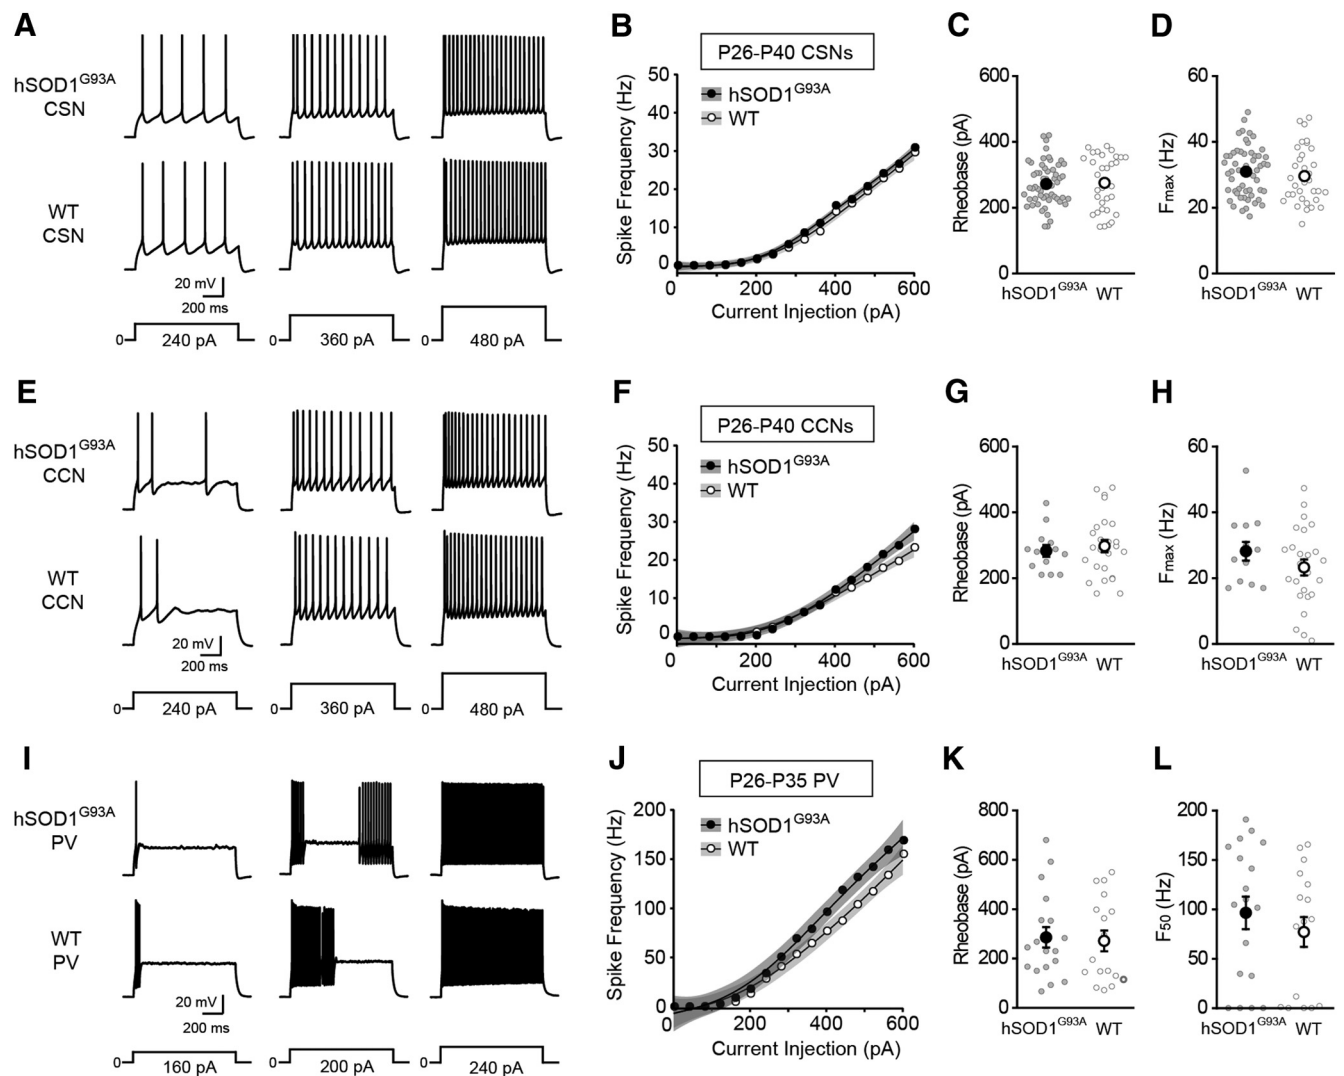 A
hSOD1G93A
CSN
WT
CSN
20 mV
200 ms
0
240 pA
0
360 pA
0
480 pA
B
P26-P40 CSNs
hSOD1G93A
WT
Spike Frequency (Hz)
50
40
30
20
10
0
0
200
400
600
Current Injection (pA)
C
Rheobase (pA)
600
400
200
0
hSOD1G93A WT
D
Fmax (Hz)
60
40
20
0
hSOD1G93A WT
E
hSOD1G93A
CCN
WT
CCN
20 mV
200 ms
0
240 pA
0
360 pA
0
480 pA
F
P26-P40 CCNs
hSOD1G93A
WT
Spike Frequency (Hz)
50
40
30
20
10
0
0
200
400
600
Current Injection (pA)
G
Rheobase (pA)
600
400
200
0
hSOD1G93A WT
H
Fmax (Hz)
60
40
20
0
hSOD1G93A WT
I
hSOD1G93A
PV
WT
PV
20 mV
200 ms
0
160 pA
0
200 pA
0
240 pA
J
P26-P35 PV
hSOD1G93A
WT
Spike Frequency (Hz)
200
150
100
50
0
0
200
400
600
Current Injection (pA)
K
Rheobase (pA)
800
600
400
200
0
hSOD1G93A WT
L
F50 (Hz)
200
150
100
50
0
hSOD1G93A WT